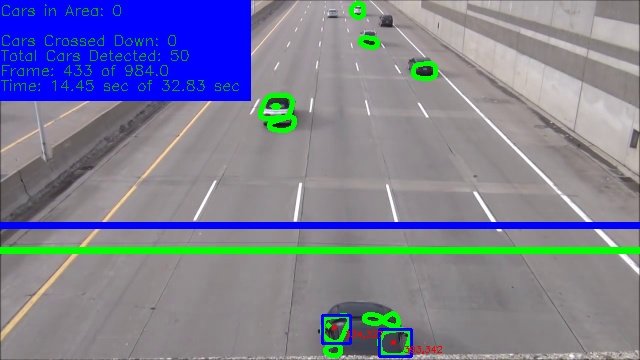 Cars in Area: 0
Cars Crossed Down: 0
Total Cars Detected: 50
Frame: 433 of 984.0
Time: 14.45 sec of 32.83 sec